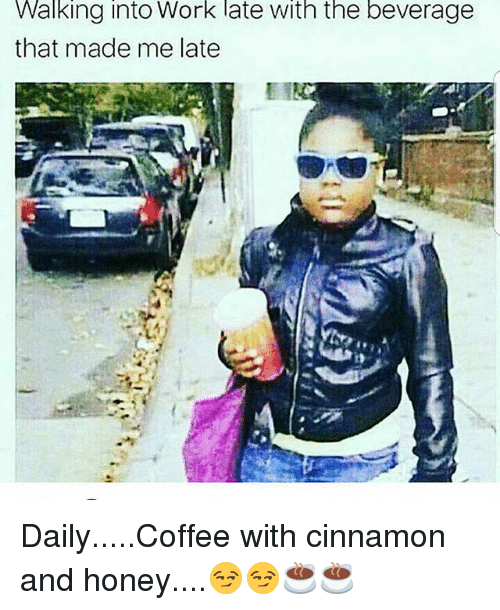 Walking into Work late with the beverage
that made me late
Daily.....Coffee with cinnamon
and honey....😏😏☕☕